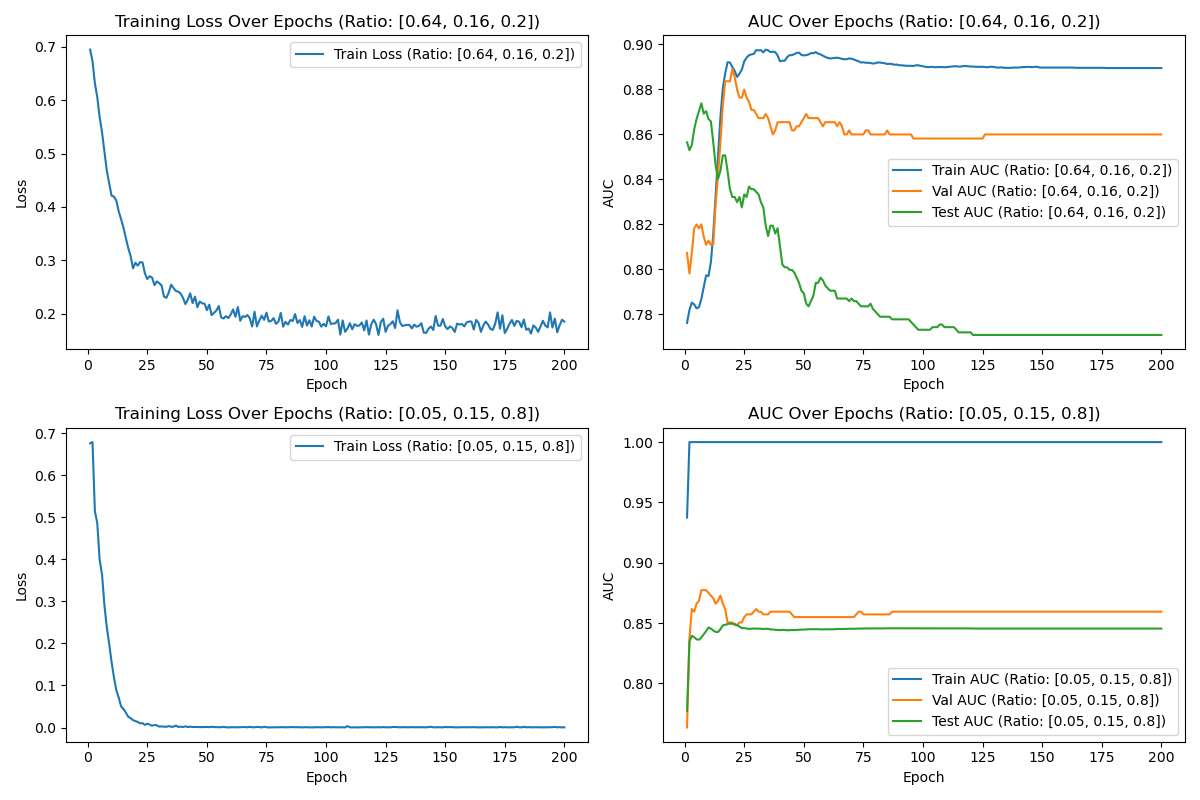 Training Loss Over Epochs (Ratio: [0.64, 0.16, 0.2])
0.7
0.6
0.5
0.4
0.3
0.2
Loss
Train Loss (Ratio: [0.64, 0.16, 0.2])
0 25 50 75 100 125 150 175 200
Epoch
AUC Over Epochs (Ratio: [0.64, 0.16, 0.2])
0.90
0.88
0.86
0.84
0.82
0.80
0.78
AUC
Train AUC (Ratio: [0.64, 0.16, 0.2])
Val AUC (Ratio: [0.64, 0.16, 0.2])
Test AUC (Ratio: [0.64, 0.16, 0.2])
0 25 50 75 100 125 150 175 200
Epoch
Training Loss Over Epochs (Ratio: [0.05, 0.15, 0.8])
0.7
0.6
0.5
0.4
0.3
0.2
0.1
0.0
Loss
Train Loss (Ratio: [0.05, 0.15, 0.8])
0 25 50 75 100 125 150 175 200
Epoch
AUC Over Epochs (Ratio: [0.05, 0.15, 0.8])
1.00
0.95
0.90
0.85
0.80
AUC
Train AUC (Ratio: [0.05, 0.15, 0.8])
Val AUC (Ratio: [0.05, 0.15, 0.8])
Test AUC (Ratio: [0.05, 0.15, 0.8])
0 25 50 75 100 125 150 175 200
Epoch